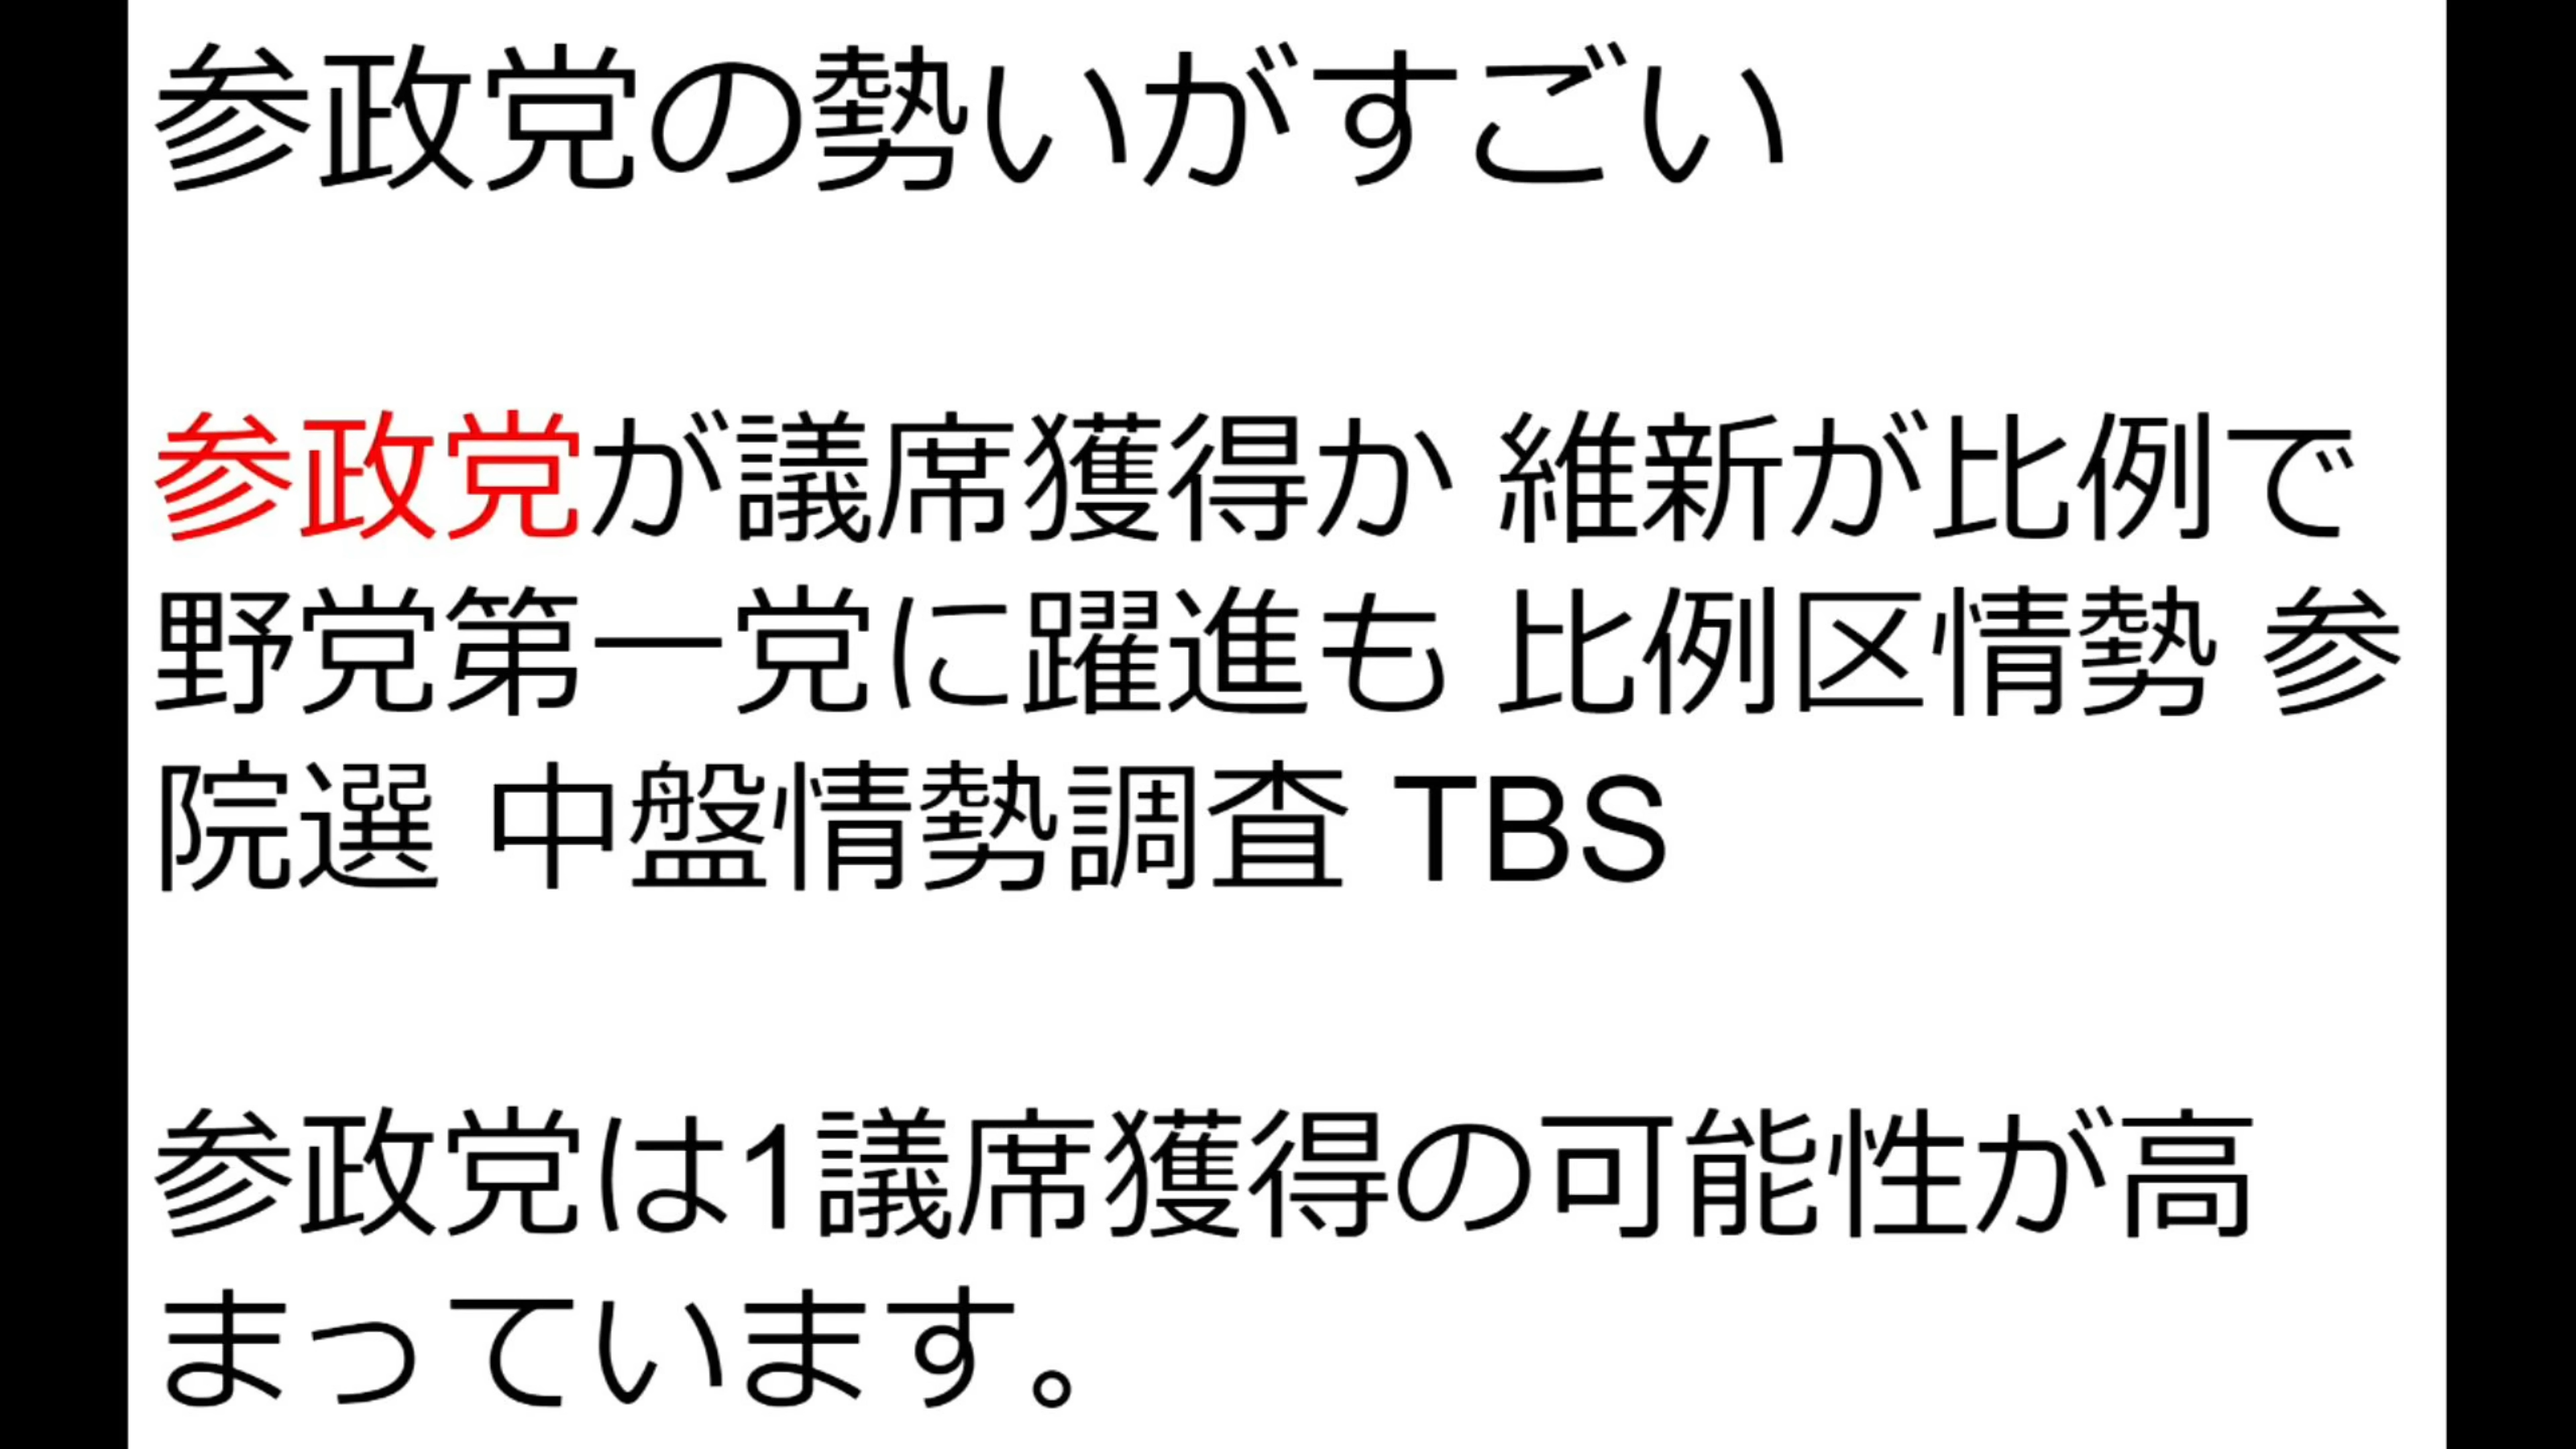 参政党の勢いがすごい
参政党が議席獲得か 維新が比例で
野党第一党に躍進も 比例区情勢 参
院選 中盤情勢調査 TBS
参政党は1議席獲得の可能性が高
まっています。